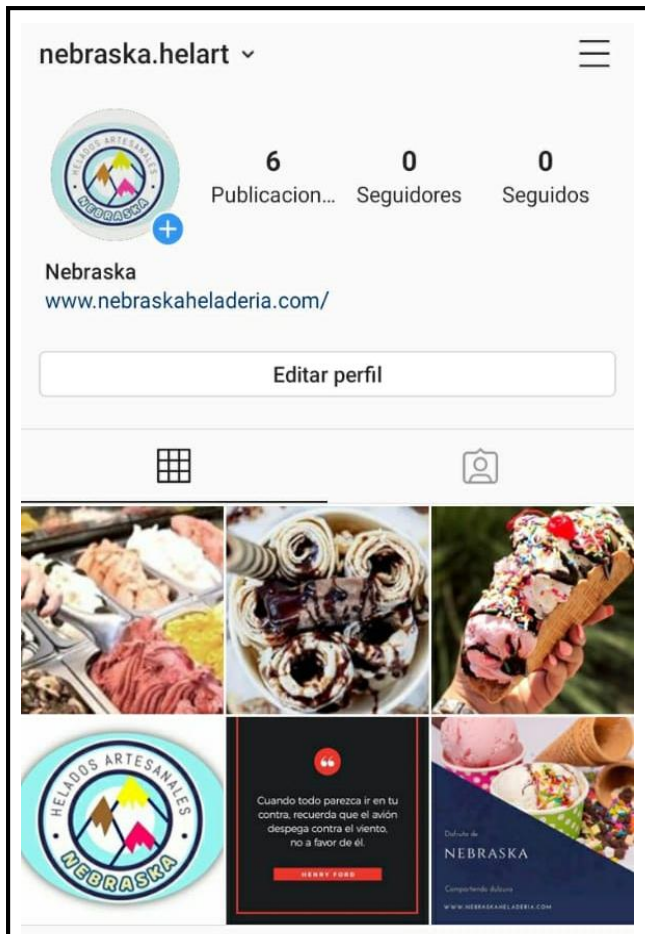 nebraska.helart
6 0 0
Publicacion... Seguidores Seguidos
HELADOS ARTESANALES
NEBRASKA
Nebraska
www.nebraskaheladeria.com/
Editar perfil
HELADOS ARTESANALES
NEBRASKA
Cuando todo parezca ir en tu
contra, recuerda que el avión
despega contra el viento,
no a favor de él.
HENRY FORD
Disfruta de
NEBRASKA
Compartiendo dulzura
WWW.NEBRASKAHELADERIA.COM